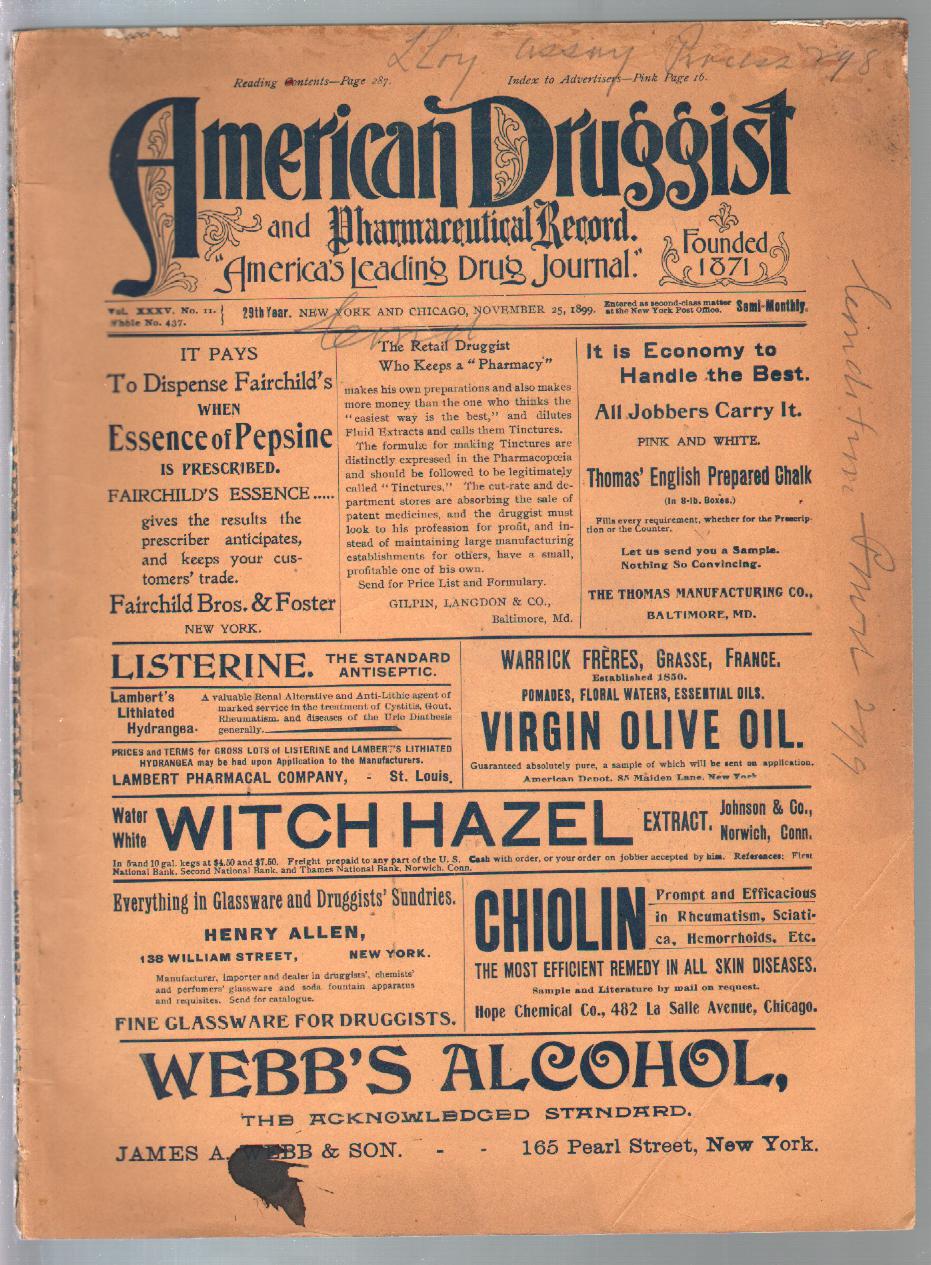 Lloy assay Process 298
Reading Contents—Page 287.
Index to Advertisers—Pink Page 16.
American Druggist
and Pharmaceutical Record.
"America's Leading Drug Journal."
Founded
1871
Vol. XXXV. No. 11.
Whole No. 437.
29th Year. NEW YORK AND CHICAGO, NOVEMBER 25, 1899.
Entered as second-class matter
at the New York Post Office.
Semi-Monthly.
IT PAYS
To Dispense Fairchild's
WHEN
Essence of Pepsine
IS PRESCRIBED.
FAIRCHILD'S ESSENCE.....
gives the results the
prescriber anticipates,
and keeps your cus-
tomers' trade.
Fairchild Bros. & Foster
NEW YORK.
The Retail Druggist
Who Keeps a "Pharmacy"
makes his own preparations and also makes
more money than the one who thinks the
"easiest way is the best," and dilutes
Fluid Extracts and calls them Tinctures.
The formulæ for making Tinctures are
distinctly expressed in the Pharmacopœia
and should be followed to be legitimately
called "Tinctures." The cut-rate and de-
partment stores are absorbing the sale of
patent medicines, and the druggist must
look to his profession for profit, and in-
stead of maintaining large manufacturing
establishments for others, have a small,
profitable one of his own.
Send for Price List and Formulary.
GILPIN, LANGDON & CO.,
Baltimore, Md.
It is Economy to
Handle the Best.
All Jobbers Carry It.
PINK AND WHITE.
Thomas' English Prepared Chalk
(In 8-lb. Boxes.)
Fills every requirement, whether for the Prescrip-
tion or the Counter.
Let us send you a Sample.
Nothing So Convincing.
THE THOMAS MANUFACTURING CO.,
BALTIMORE, MD.
LISTERINE. THE STANDARD
ANTISEPTIC.
Lambert's
Lithiated
Hydrangea.
A valuable Renal Alterative and Anti-Lithic agent of
marked service in the treatment of Cystitis, Gout,
Rheumatism, and diseases of the Uric Diathesis
generally.
PRICES and TERMS for GROSS LOTS of LISTERINE and LAMBERT'S LITHIATED
HYDRANGEA may be had upon Application to the Manufacturers.
LAMBERT PHARMACAL COMPANY, - St. Louis.
WARRICK FRÈRES, GRASSE, FRANCE.
Established 1850.
POMADES, FLORAL WATERS, ESSENTIAL OILS.
VIRGIN OLIVE OIL.
Guaranteed absolutely pure, a sample of which will be sent on application.
American Depot, 85 Maiden Lane, New York
Water
White
WITCH HAZEL EXTRACT.
Johnson & Co.,
Norwich, Conn.
In 5 and 10 gal. kegs at $4.50 and $7.50. Freight prepaid to any part of the U. S. Cash with order, or your order on jobber accepted by him. References: First
National Bank, Second National Bank, and Thames National Bank, Norwich, Conn.
Everything in Glassware and Druggists' Sundries.
HENRY ALLEN,
138 WILLIAM STREET, NEW YORK.
Manufacturer, importer and dealer in druggists', chemists'
and perfumers' glassware and soda fountain apparatus
and requisites. Send for catalogue.
FINE GLASSWARE FOR DRUGGISTS.
CHIOLIN
Prompt and Efficacious
in Rheumatism, Sciati-
ca, Hemorrhoids, Etc.
THE MOST EFFICIENT REMEDY IN ALL SKIN DISEASES.
Sample and Literature by mail on request.
Hope Chemical Co., 482 La Salle Avenue, Chicago.
WEBB'S ALCOHOL,
THE ACKNOWLEDGED STANDARD.
JAMES A. WEBB & SON. - - 165 Pearl Street, New York.